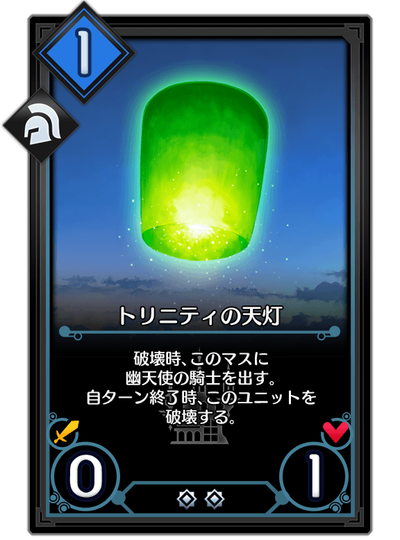 1
トリニティの天灯
破壊時、このマスに
幽天使の騎士を出す。
自ターン終了時、このユニットを
破壊する。
0
1